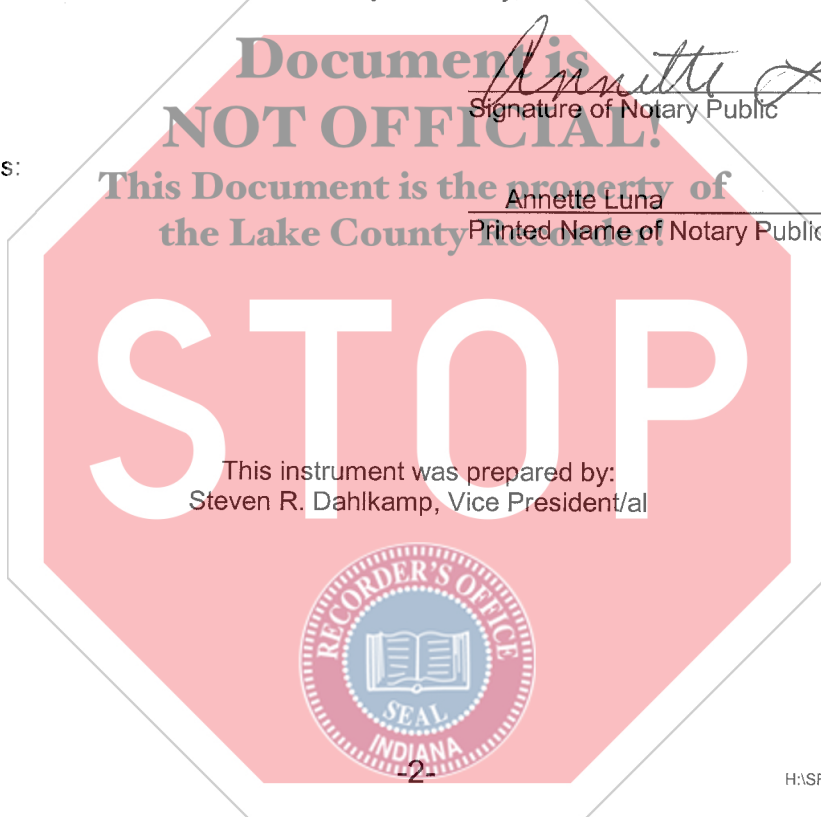 Document is
Annette
Signature of Notary Public
NOT OFFICIAL!
s:
This Document is the property of
Annette Luna
the Lake County Recorder!
Printed Name of Notary Public
STOP
This instrument was prepared by:
Steven R. Dahlkamp, Vice President/al
RECORDER'S OFFICE
SEAL
INDIANA
-2-
H:\SF